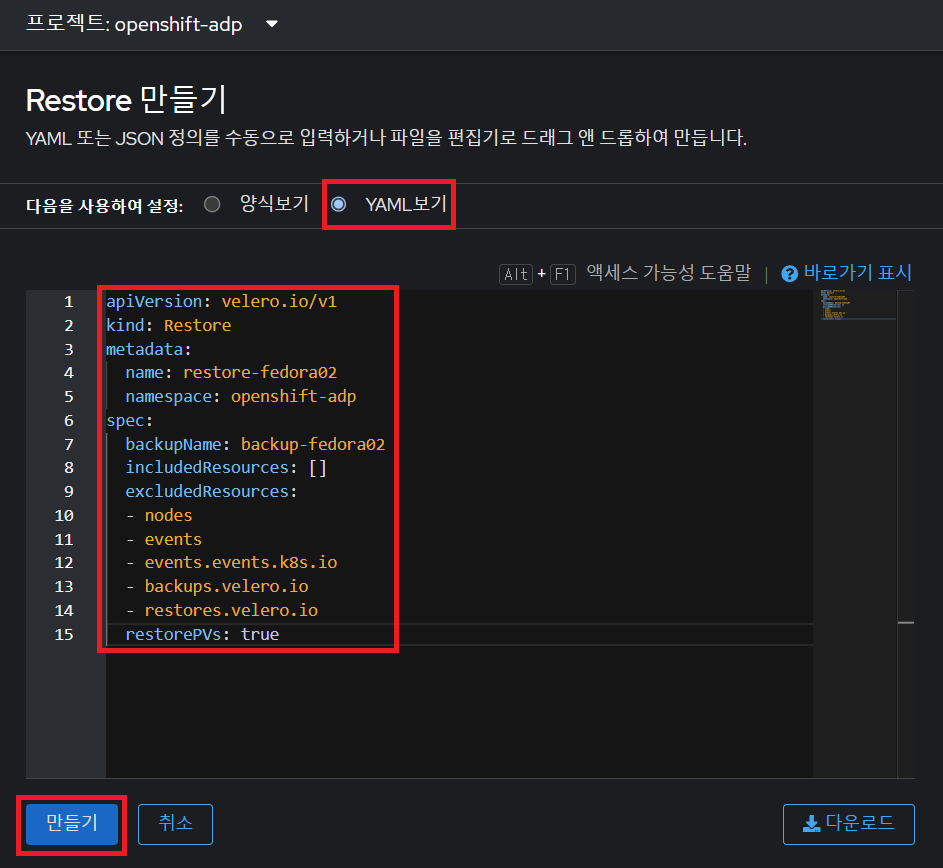 프로젝트: openshift-adp
Restore 만들기
YAML 또는 JSON 정의를 수동으로 입력하거나 파일을 편집기로 드래그 앤 드롭하여 만듭니다.
다음을 사용하여 설정: 양식보기 YAML보기
Alt + F1 액세스 가능성 도움말 | 바로가기 표시
1 apiVersion: velero.io/v1
2 kind: Restore
3 metadata:
4 name: restore-fedora02
5 namespace: openshift-adp
6 spec:
7 backupName: backup-fedora02
8 includedResources: []
9 excludedResources:
10 - nodes
11 - events
12 - events.events.k8s.io
13 - backups.velero.io
14 - restores.velero.io
15 restorePVs: true
만들기 취소 다운로드